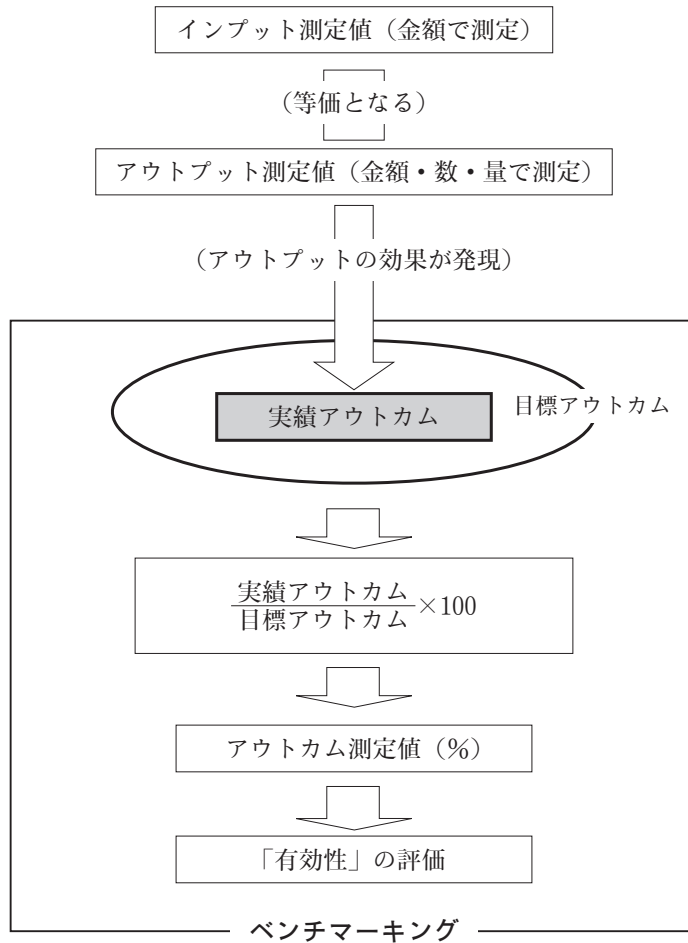 インプット測定値（金額で測定）
（等価となる）
アウトプット測定値（金額・数・量で測定）
（アウトプットの効果が発現）
実績アウトカム
目標アウトカム
実績アウトカム
目標アウトカム
×100
アウトカム測定値（％）
「有効性」の評価
ベンチマーキング